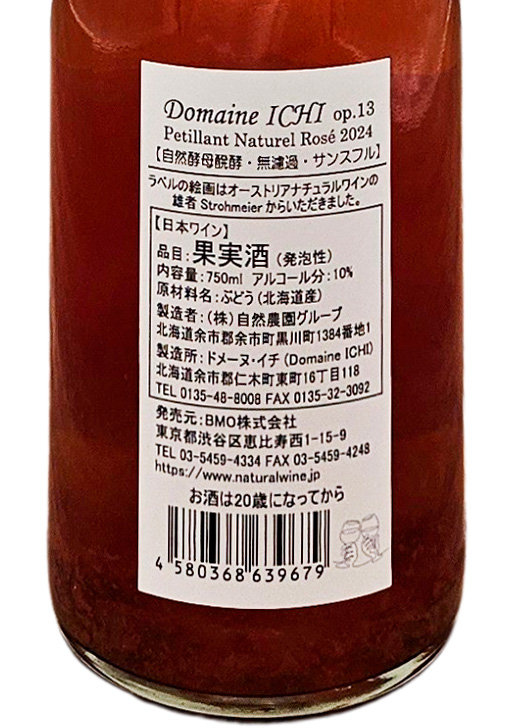 Domaine ICHI op.13
Petillant Naturel Rosé 2024
【自然酵母醗酵・無濾過・サンスフル】
ラベルの絵画はオーストリアナチュラルワインの
雄者 Strohmeier からいただきました。
【日本ワイン】
品目:果実酒(発泡性)
内容量:750ml アルコール分:10%
原材料名:ぶどう(北海道産)
製造者:(株)自然農園グループ
北海道余市郡余市町黒川町1384番地1
製造所:ドメーヌ・イチ(Domaine ICHI)
北海道余市郡仁木町東町16丁目118
TEL 0135-48-8008 FAX 0135-32-3092
発売元:BMO株式会社
東京都渋谷区恵比寿西1-15-9
TEL 03-5459-4334 FAX 03-5459-4248
https://www.naturalwine.jp
お酒は20歳になってから
4 580368 639679